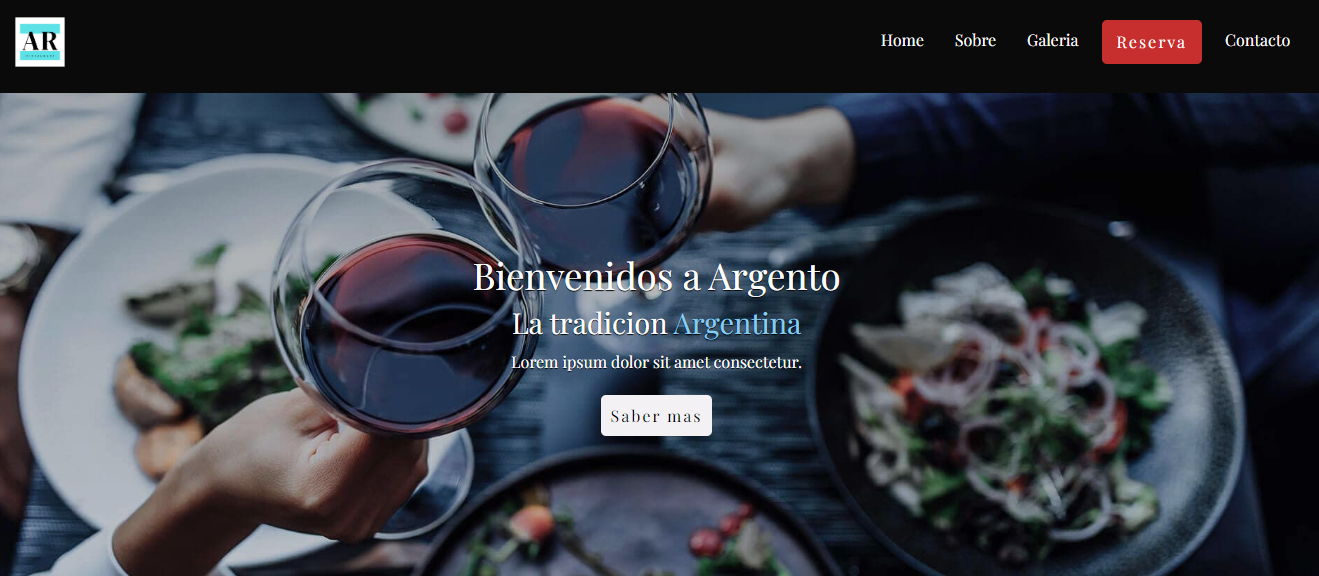 AR
Home Sobre Galeria Reserva Contacto
Bienvenidos a Argento
La tradicion Argentina
Lorem ipsum dolor sit amet consectetur.
Saber mas